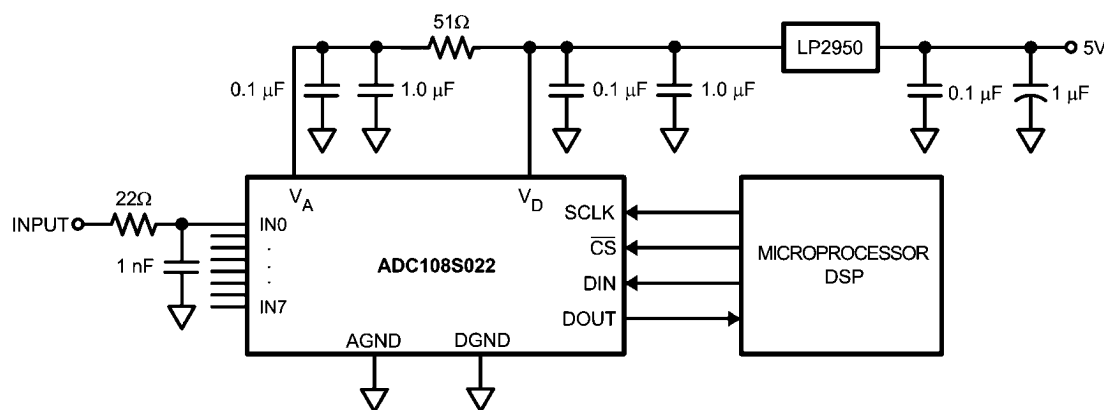 51Ω
LP2950
5V
0.1 μF
1.0 μF
0.1 μF
1.0 μF
0.1 μF
1 μF
22Ω
INPUT
1 nF
V_A
V_D
IN0
.
.
.
IN7
ADC108S022
SCLK
C̅S̅
DIN
DOUT
AGND
DGND
MICROPROCESSOR
DSP